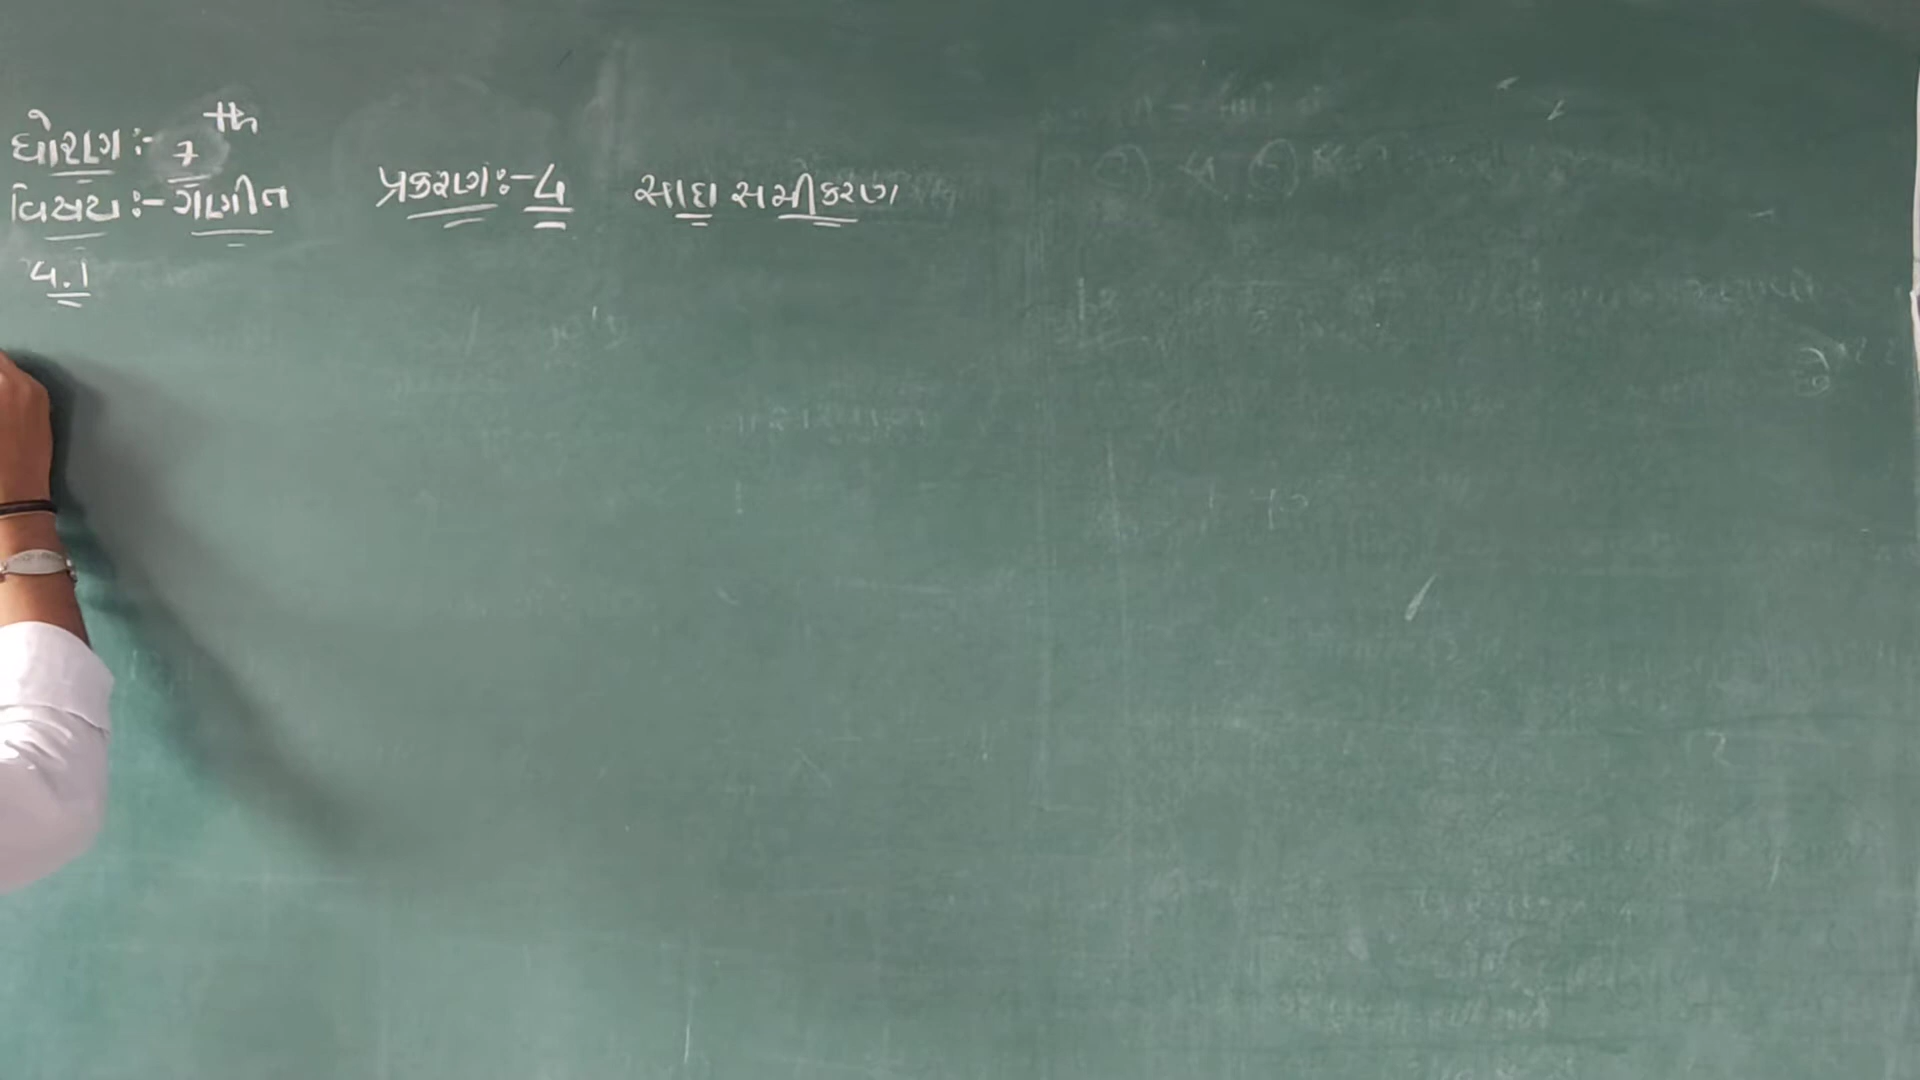 ધોરણ :- 7th
વિષય :- ગણીત પ્રકરણ :- 4 સાદા સમીકરણ
4.1